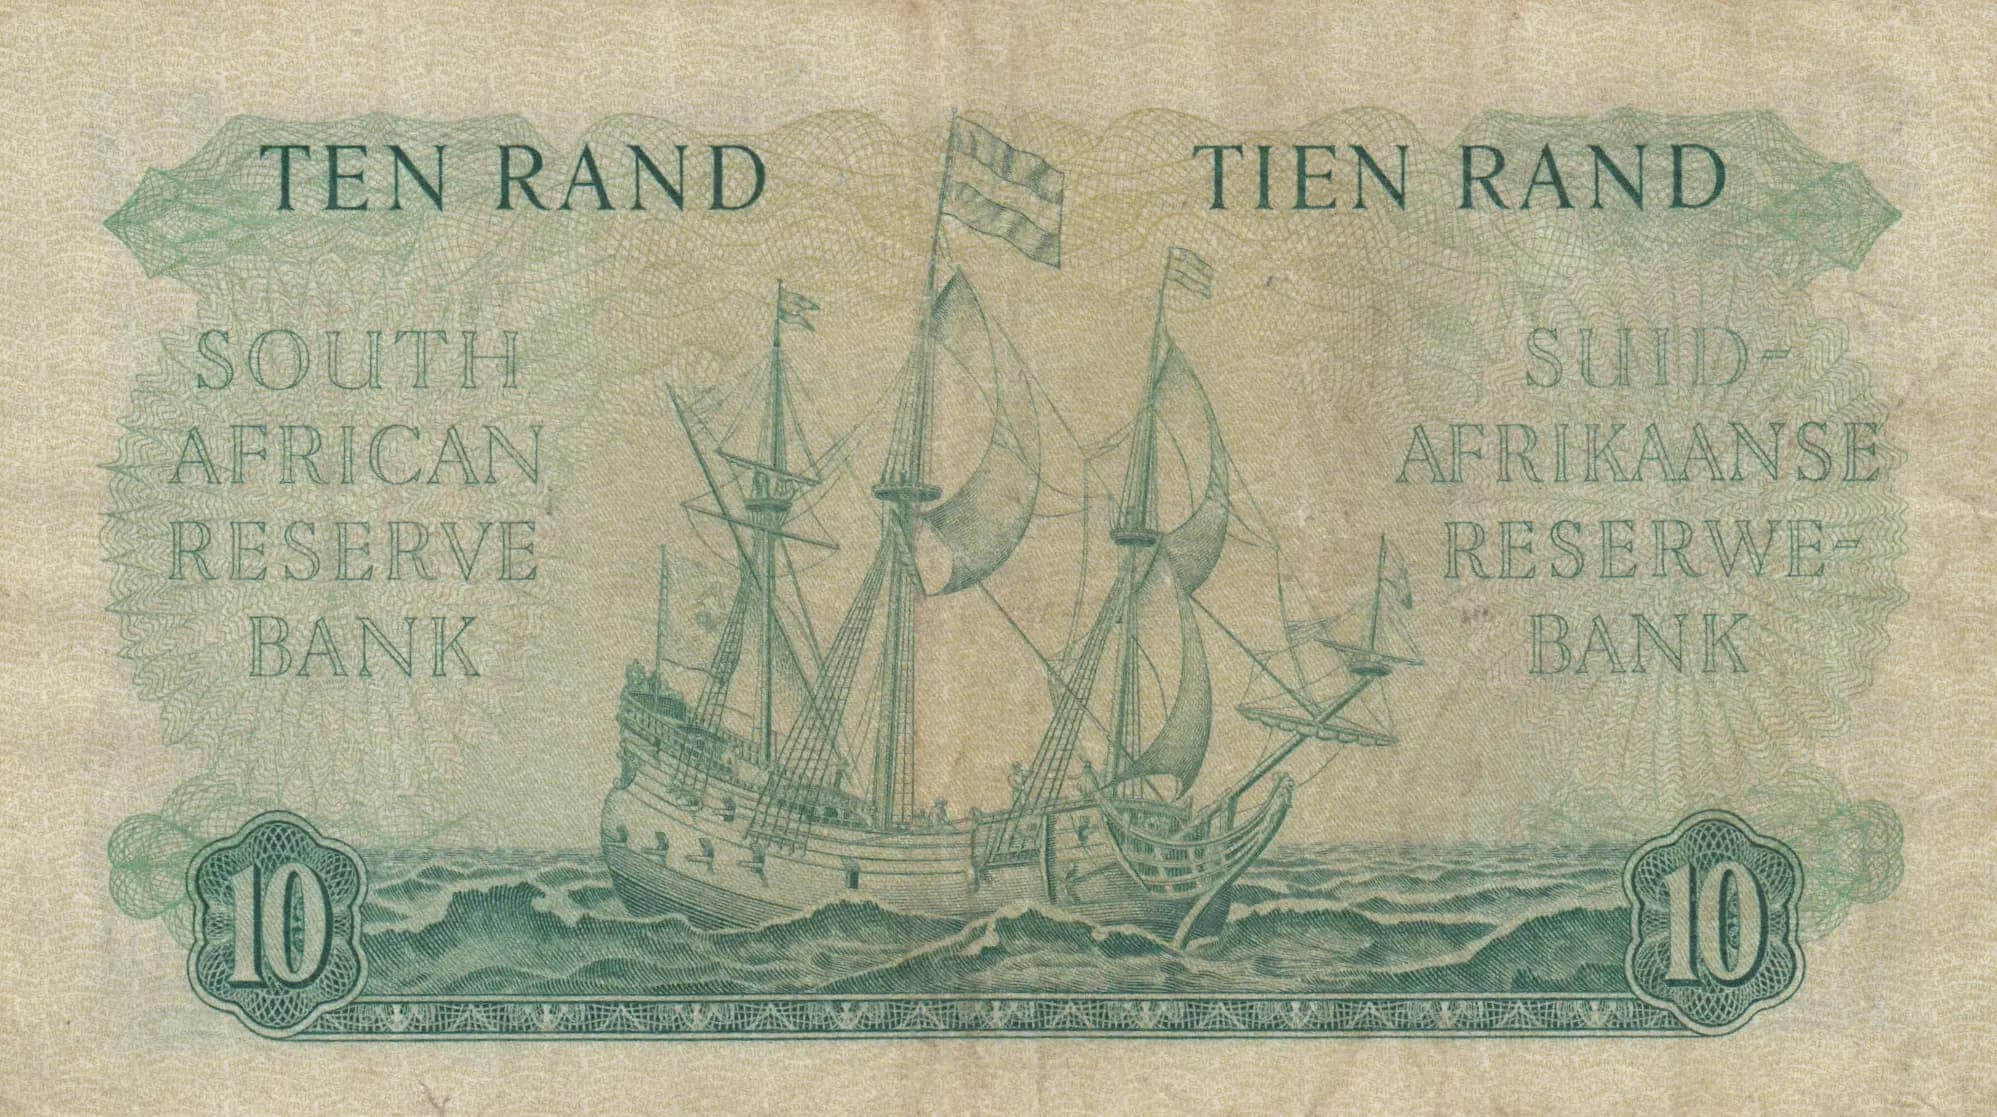 TEN RAND
TIEN RAND
SOUTH
AFRICAN
RESERVE
BANK
SUID-
AFRIKAANSE
RESERWE-
BANK
10
10